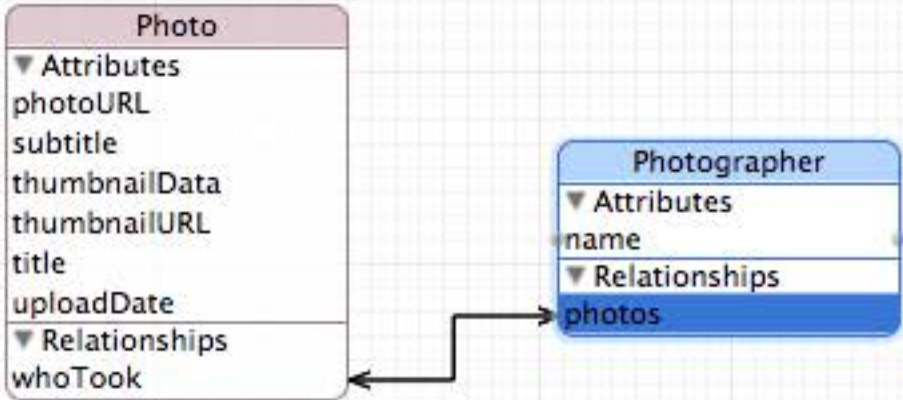 Photo
Attributes
photoURL
subtitle
thumbnailData
thumbnailURL
title
uploadDate
Relationships
whoTook
Photographer
Attributes
name
Relationships
photos